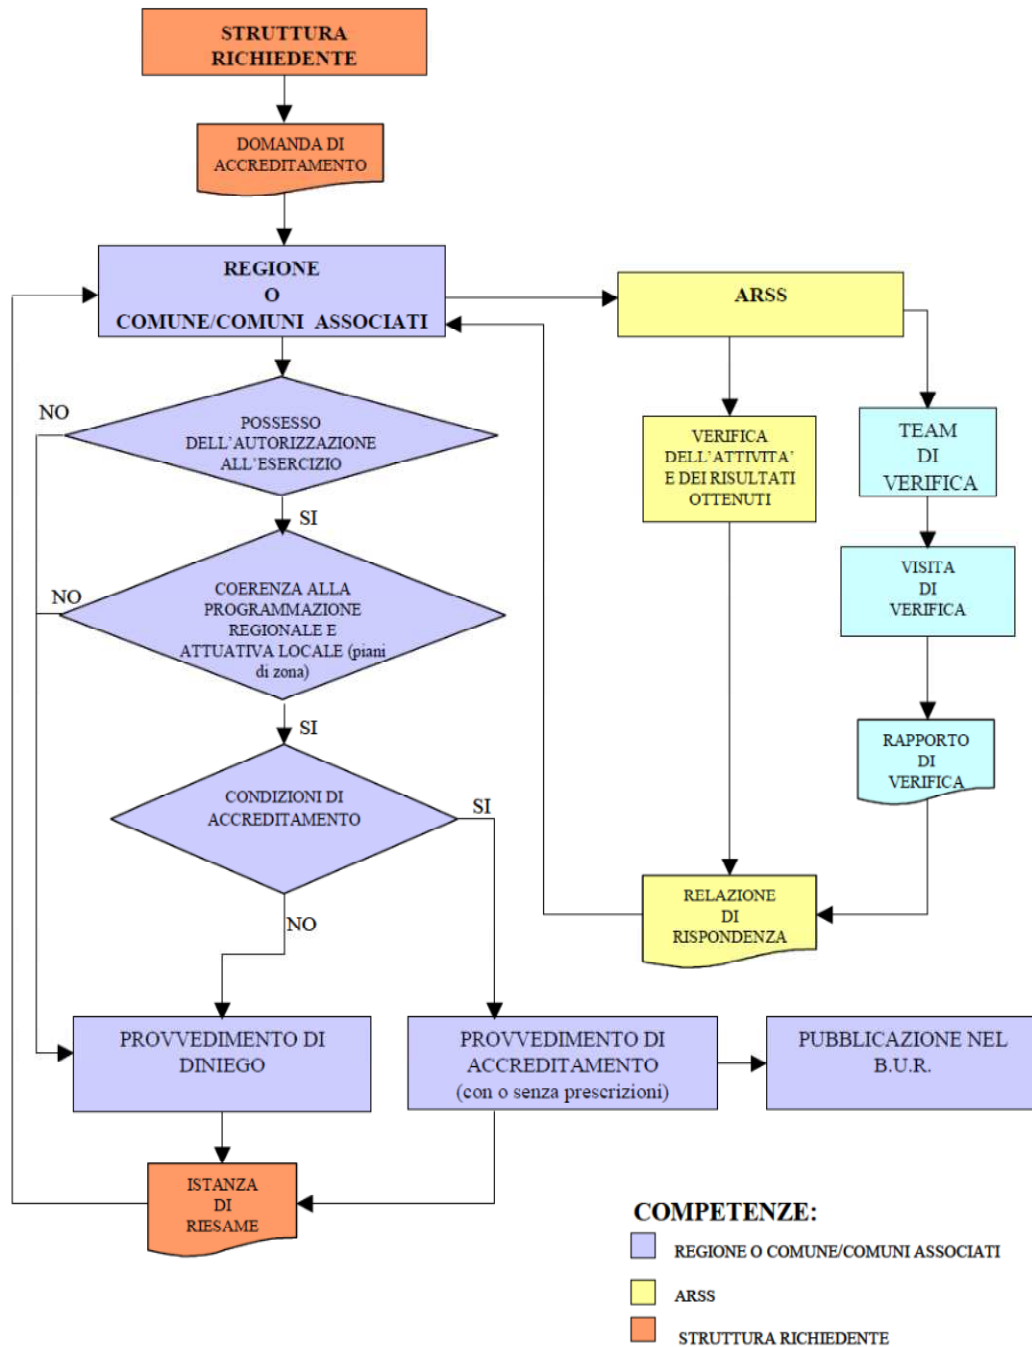 STRUTTURA
RICHIEDENTE
DOMANDA DI
ACCREDITAMENTO
REGIONE
O
COMUNE/COMUNI ASSOCIATI
ARSS
NO
POSSESSO
DELL'AUTORIZZAZIONE
ALL'ESERCIZIO
SI
VERIFICA
DELL'ATTIVITA'
E DEI RISULTATI
OTTENUTI
TEAM
DI
VERIFICA
NO
COERENZA ALLA
PROGRAMMAZIONE
REGIONALE E
ATTUATIVA LOCALE (piani
di zona)
SI
VISITA
DI
VERIFICA
RAPPORTO
DI
VERIFICA
CONDIZIONI DI
ACCREDITAMENTO
SI
NO
RELAZIONE
DI
RISPONDENZA
PROVVEDIMENTO DI
DINIEGO
PROVVEDIMENTO DI
ACCREDITAMENTO
(con o senza prescrizioni)
PUBBLICAZIONE NEL
B.U.R.
ISTANZA
DI
RIESAME
COMPETENZE:
REGIONE O COMUNE/COMUNI ASSOCIATI
ARSS
STRUTTURA RICHIEDENTE